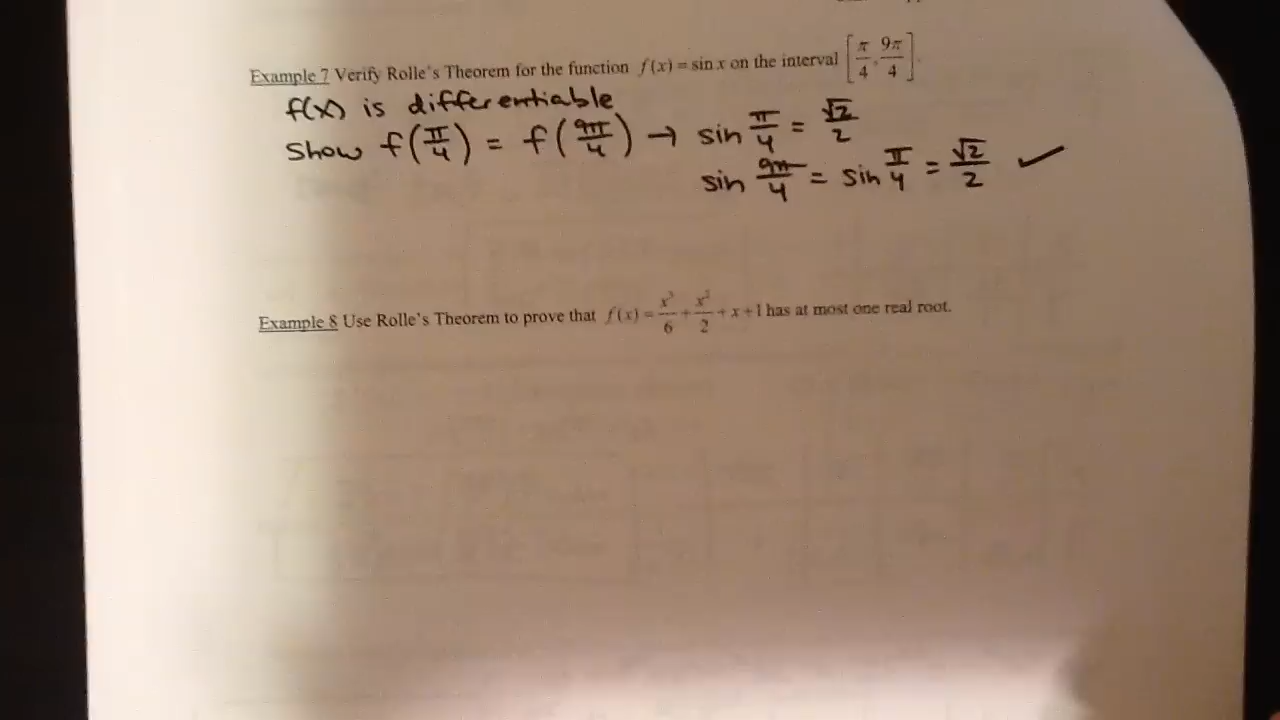 Example 7 Verify Rolle's Theorem for the function f(x) = sin x on the interval [π/4, 9π/4].
f(x) is differentiable
Show f(π/4) = f(9π/4) → sin π/4 = √2/2
sin 9π/4 = sin π/4 = √2/2 ✓
Example 8 Use Rolle's Theorem to prove that f(x) = x³/6 + x²/2 + x + 1 has at most one real root.